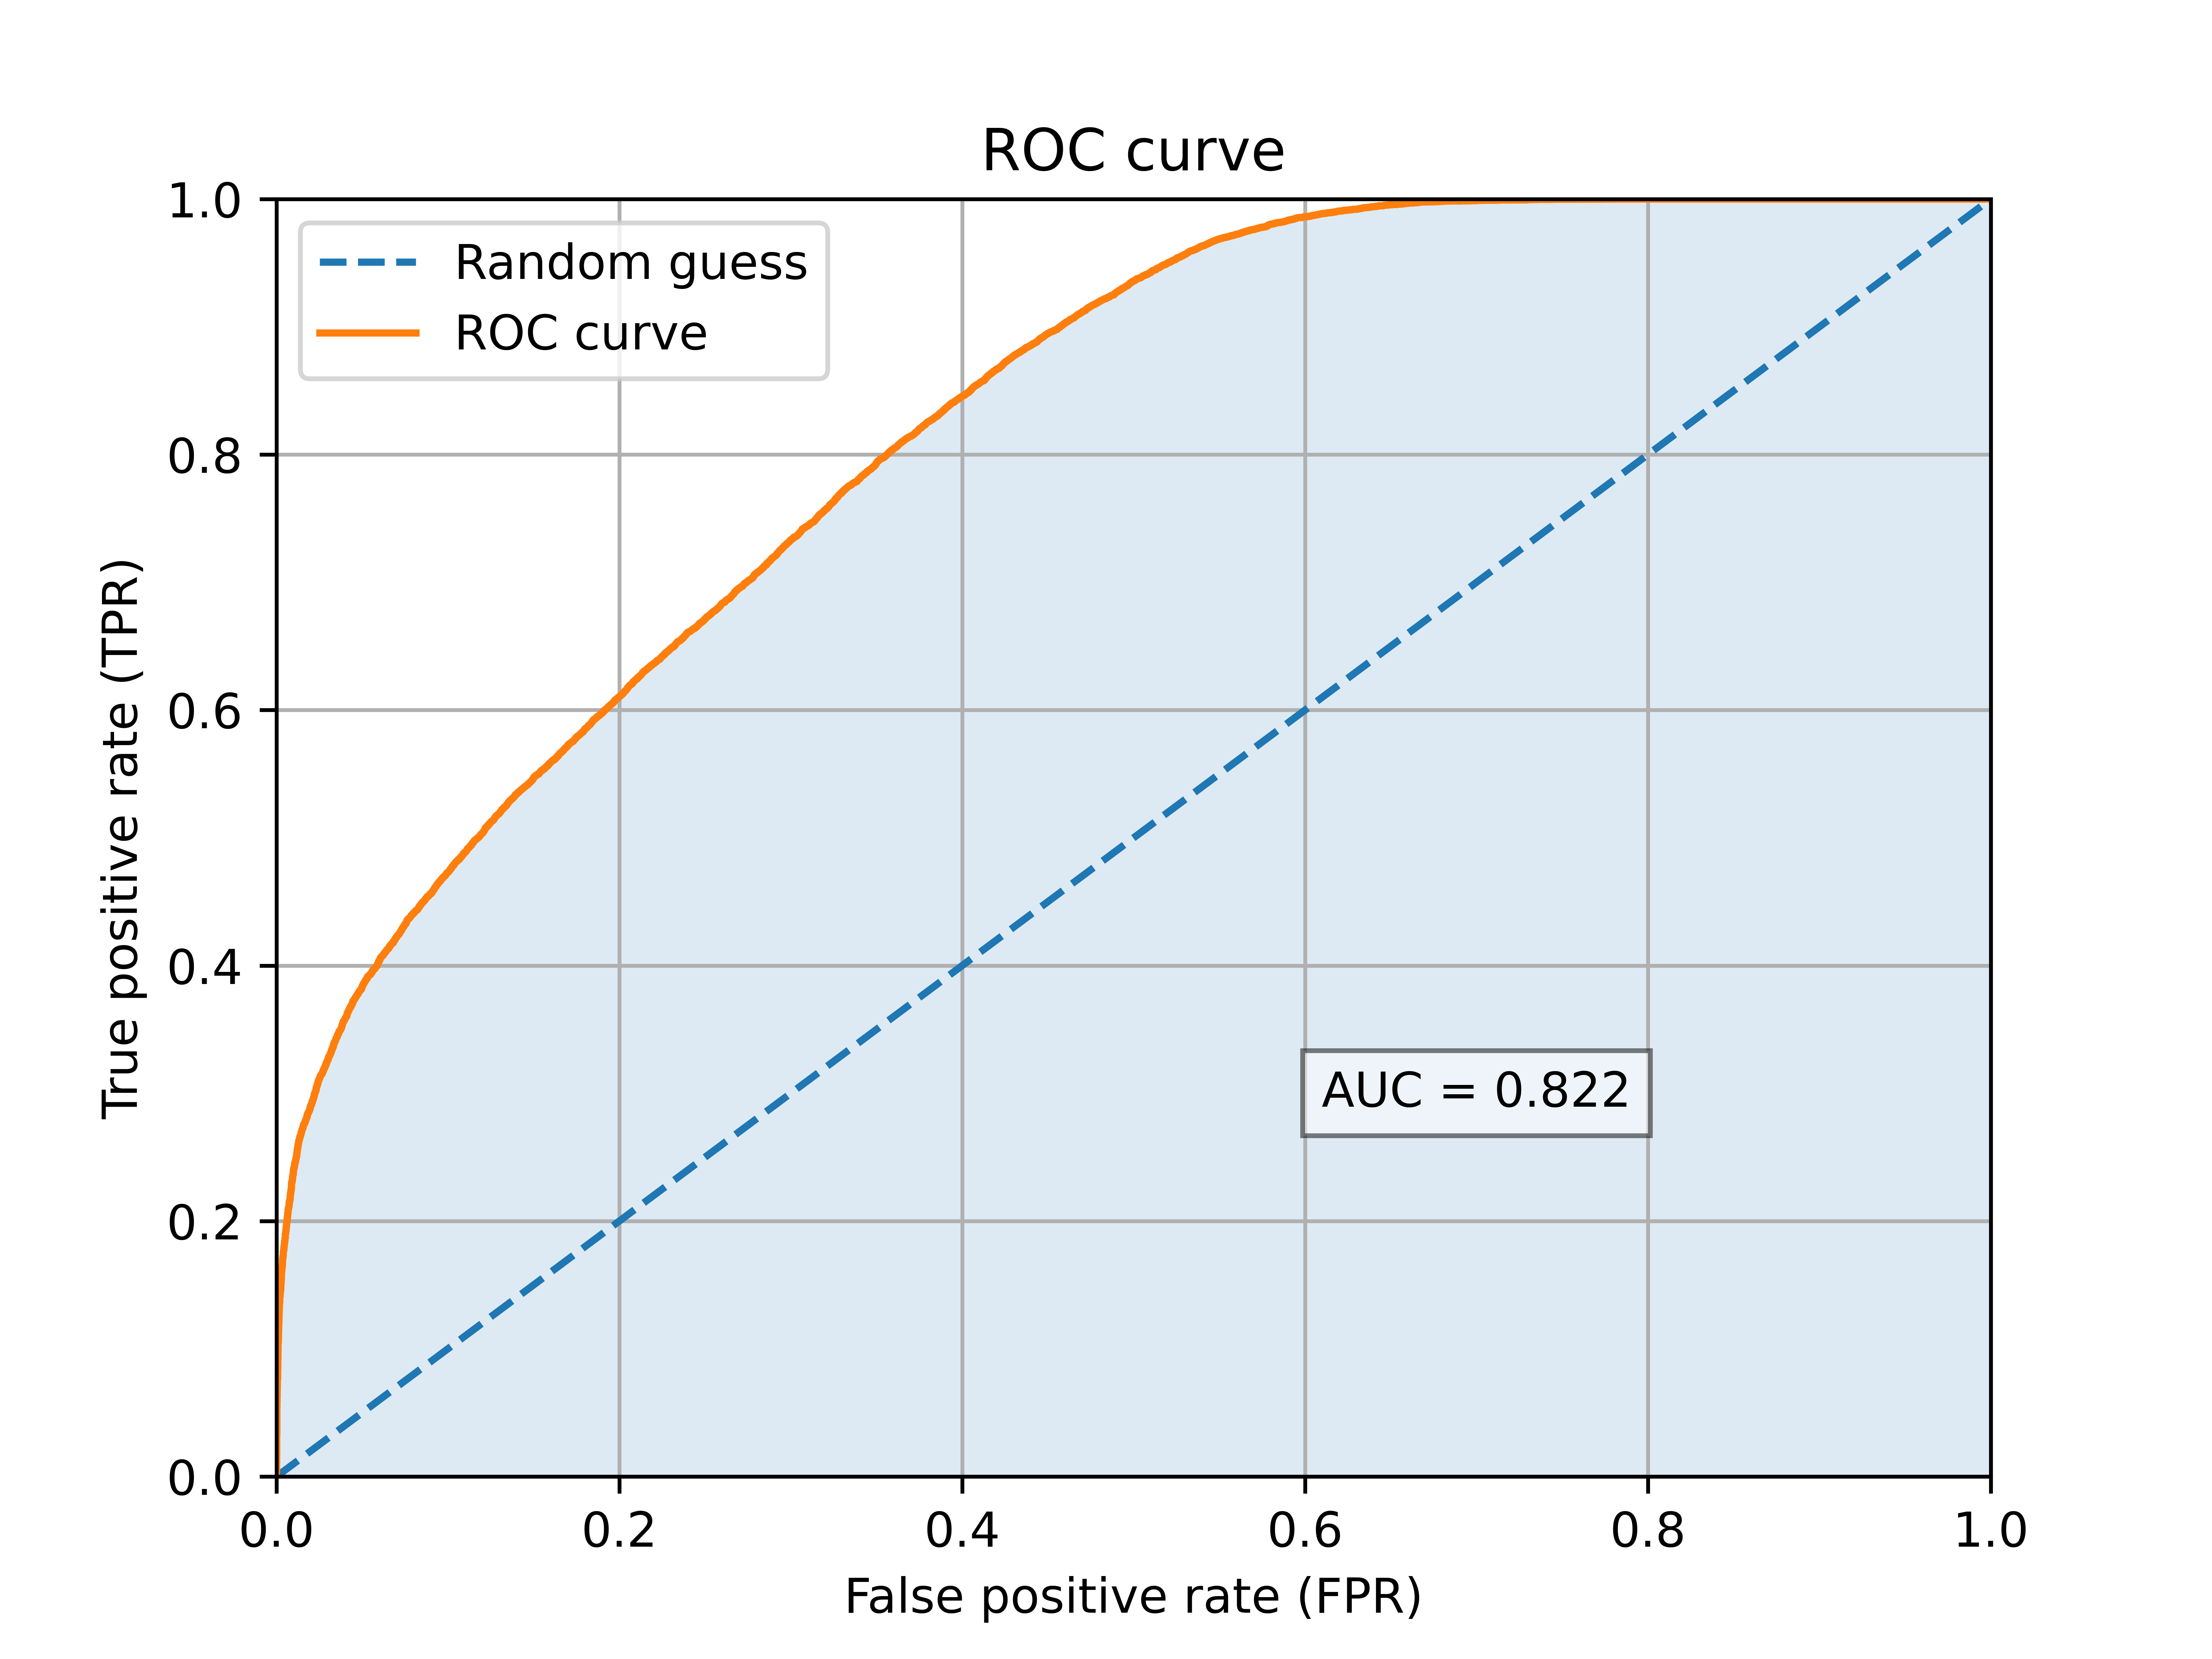 ROC curve
1.0
Random guess
ROC curve
0.8
0.6
0.4
0.2
0.0
True positive rate (TPR)
AUC = 0.822
0.0 0.2 0.4 0.6 0.8 1.0
False positive rate (FPR)